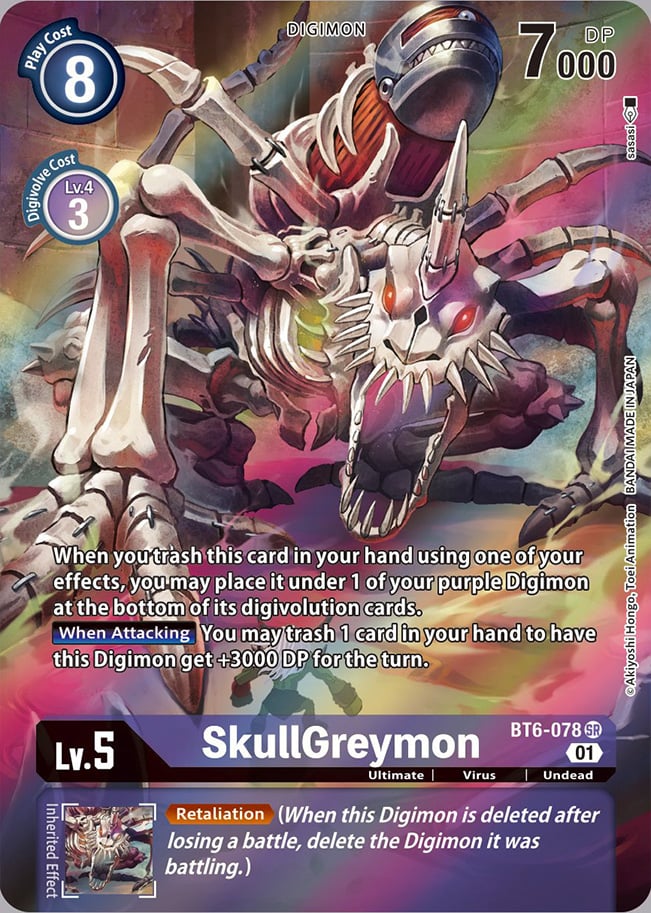 Play Cost
8
DIGIMON
7000
DP
Digivolve Cost
Lv.4
3
sasasi
BANDAI MADE IN JAPAN
©Akiyoshi Hongo, Toei Animation
When you trash this card in your hand using one of your
effects, you may place it under 1 of your purple Digimon
at the bottom of its digivolution cards.
When Attacking You may trash 1 card in your hand to have
this Digimon get +3000 DP for the turn.
Lv.5
SkullGreymon
BT6-078 SR
01
Ultimate | Virus | Undead
Inherited Effect
Retaliation (When this Digimon is deleted after
losing a battle, delete the Digimon it was
battling.)